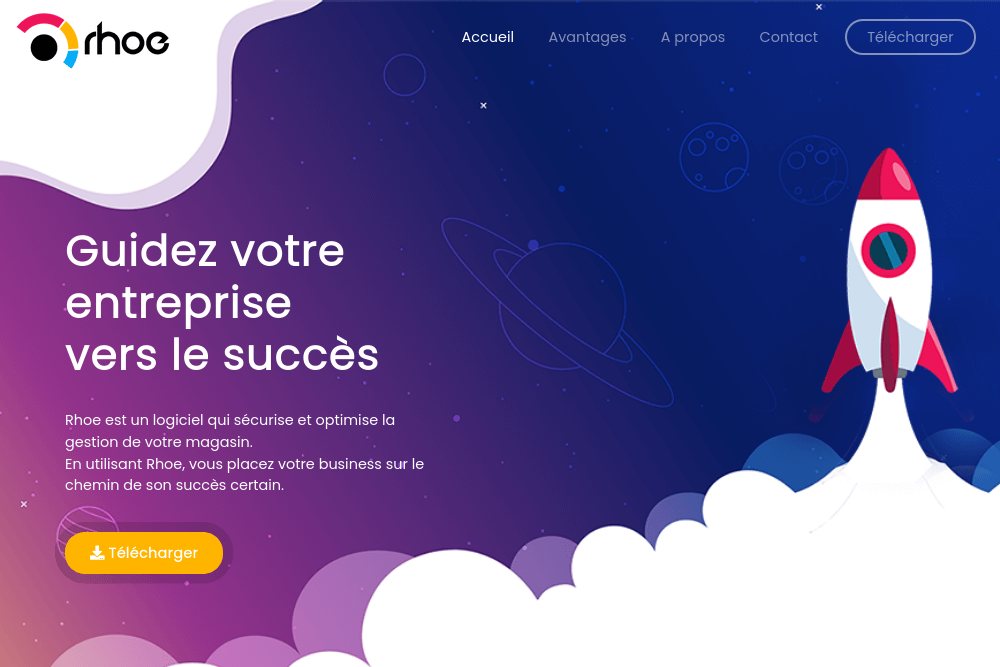 rhoe
Accueil
Avantages
A propos
Contact
Télécharger
Guidez votre
entreprise
vers le succès
Rhoe est un logiciel qui sécurise et optimise la
gestion de votre magasin.
En utilisant Rhoe, vous placez votre business sur le
chemin de son succès certain.
Télécharger